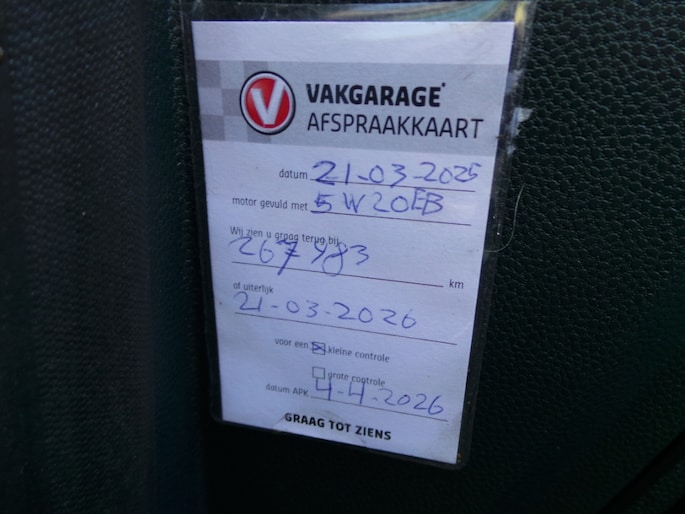 V VAKGARAGE
AFSPRAAKKAART
datum 21-03-2025
motor gevuld met 5W20EB
Wij zien u graag terug bij:
267983 km
of uiterlijk
21-03-2026
voor een kleine controle
grote controle
datum APK 4-4-2026
GRAAG TOT ZIENS